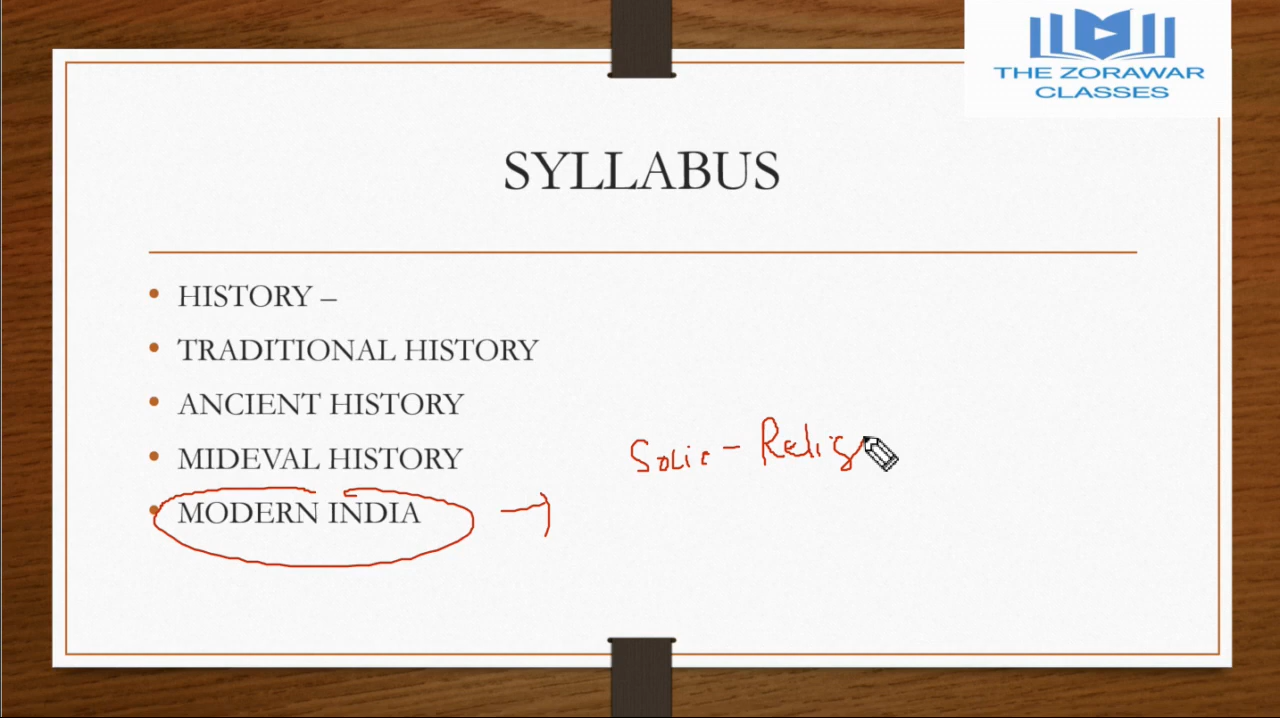 THE ZORAWAR
CLASSES
SYLLABUS
• HISTORY –
• TRADITIONAL HISTORY
• ANCIENT HISTORY
• MIDEVAL HISTORY
• MODERN INDIA
Socio - Relig